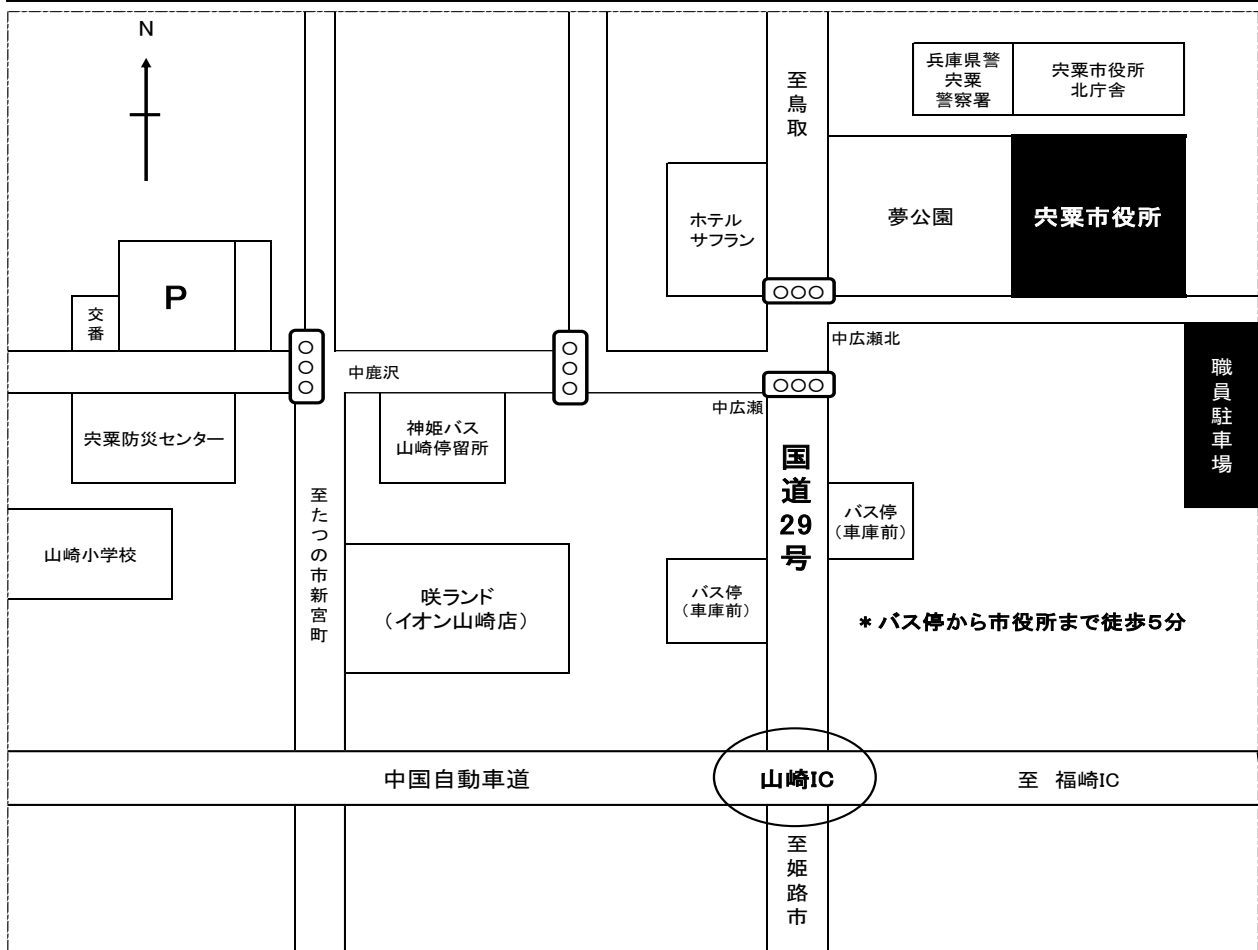 N
至鳥取
兵庫県警
宍粟
警察署
宍粟市役所
北庁舎
ホテル
サフラン
夢公園
宍粟市役所
P
交番
中広瀬北
中鹿沢
中広瀬
職員駐車場
宍粟防災センター
神姫バス
山崎停留所
国道29号
至たつの市新宮町
バス停
（車庫前）
山崎小学校
咲ランド
（イオン山崎店）
バス停
（車庫前）
＊バス停から市役所まで徒歩5分
中国自動車道
山崎IC
至 福崎IC
至姫路市